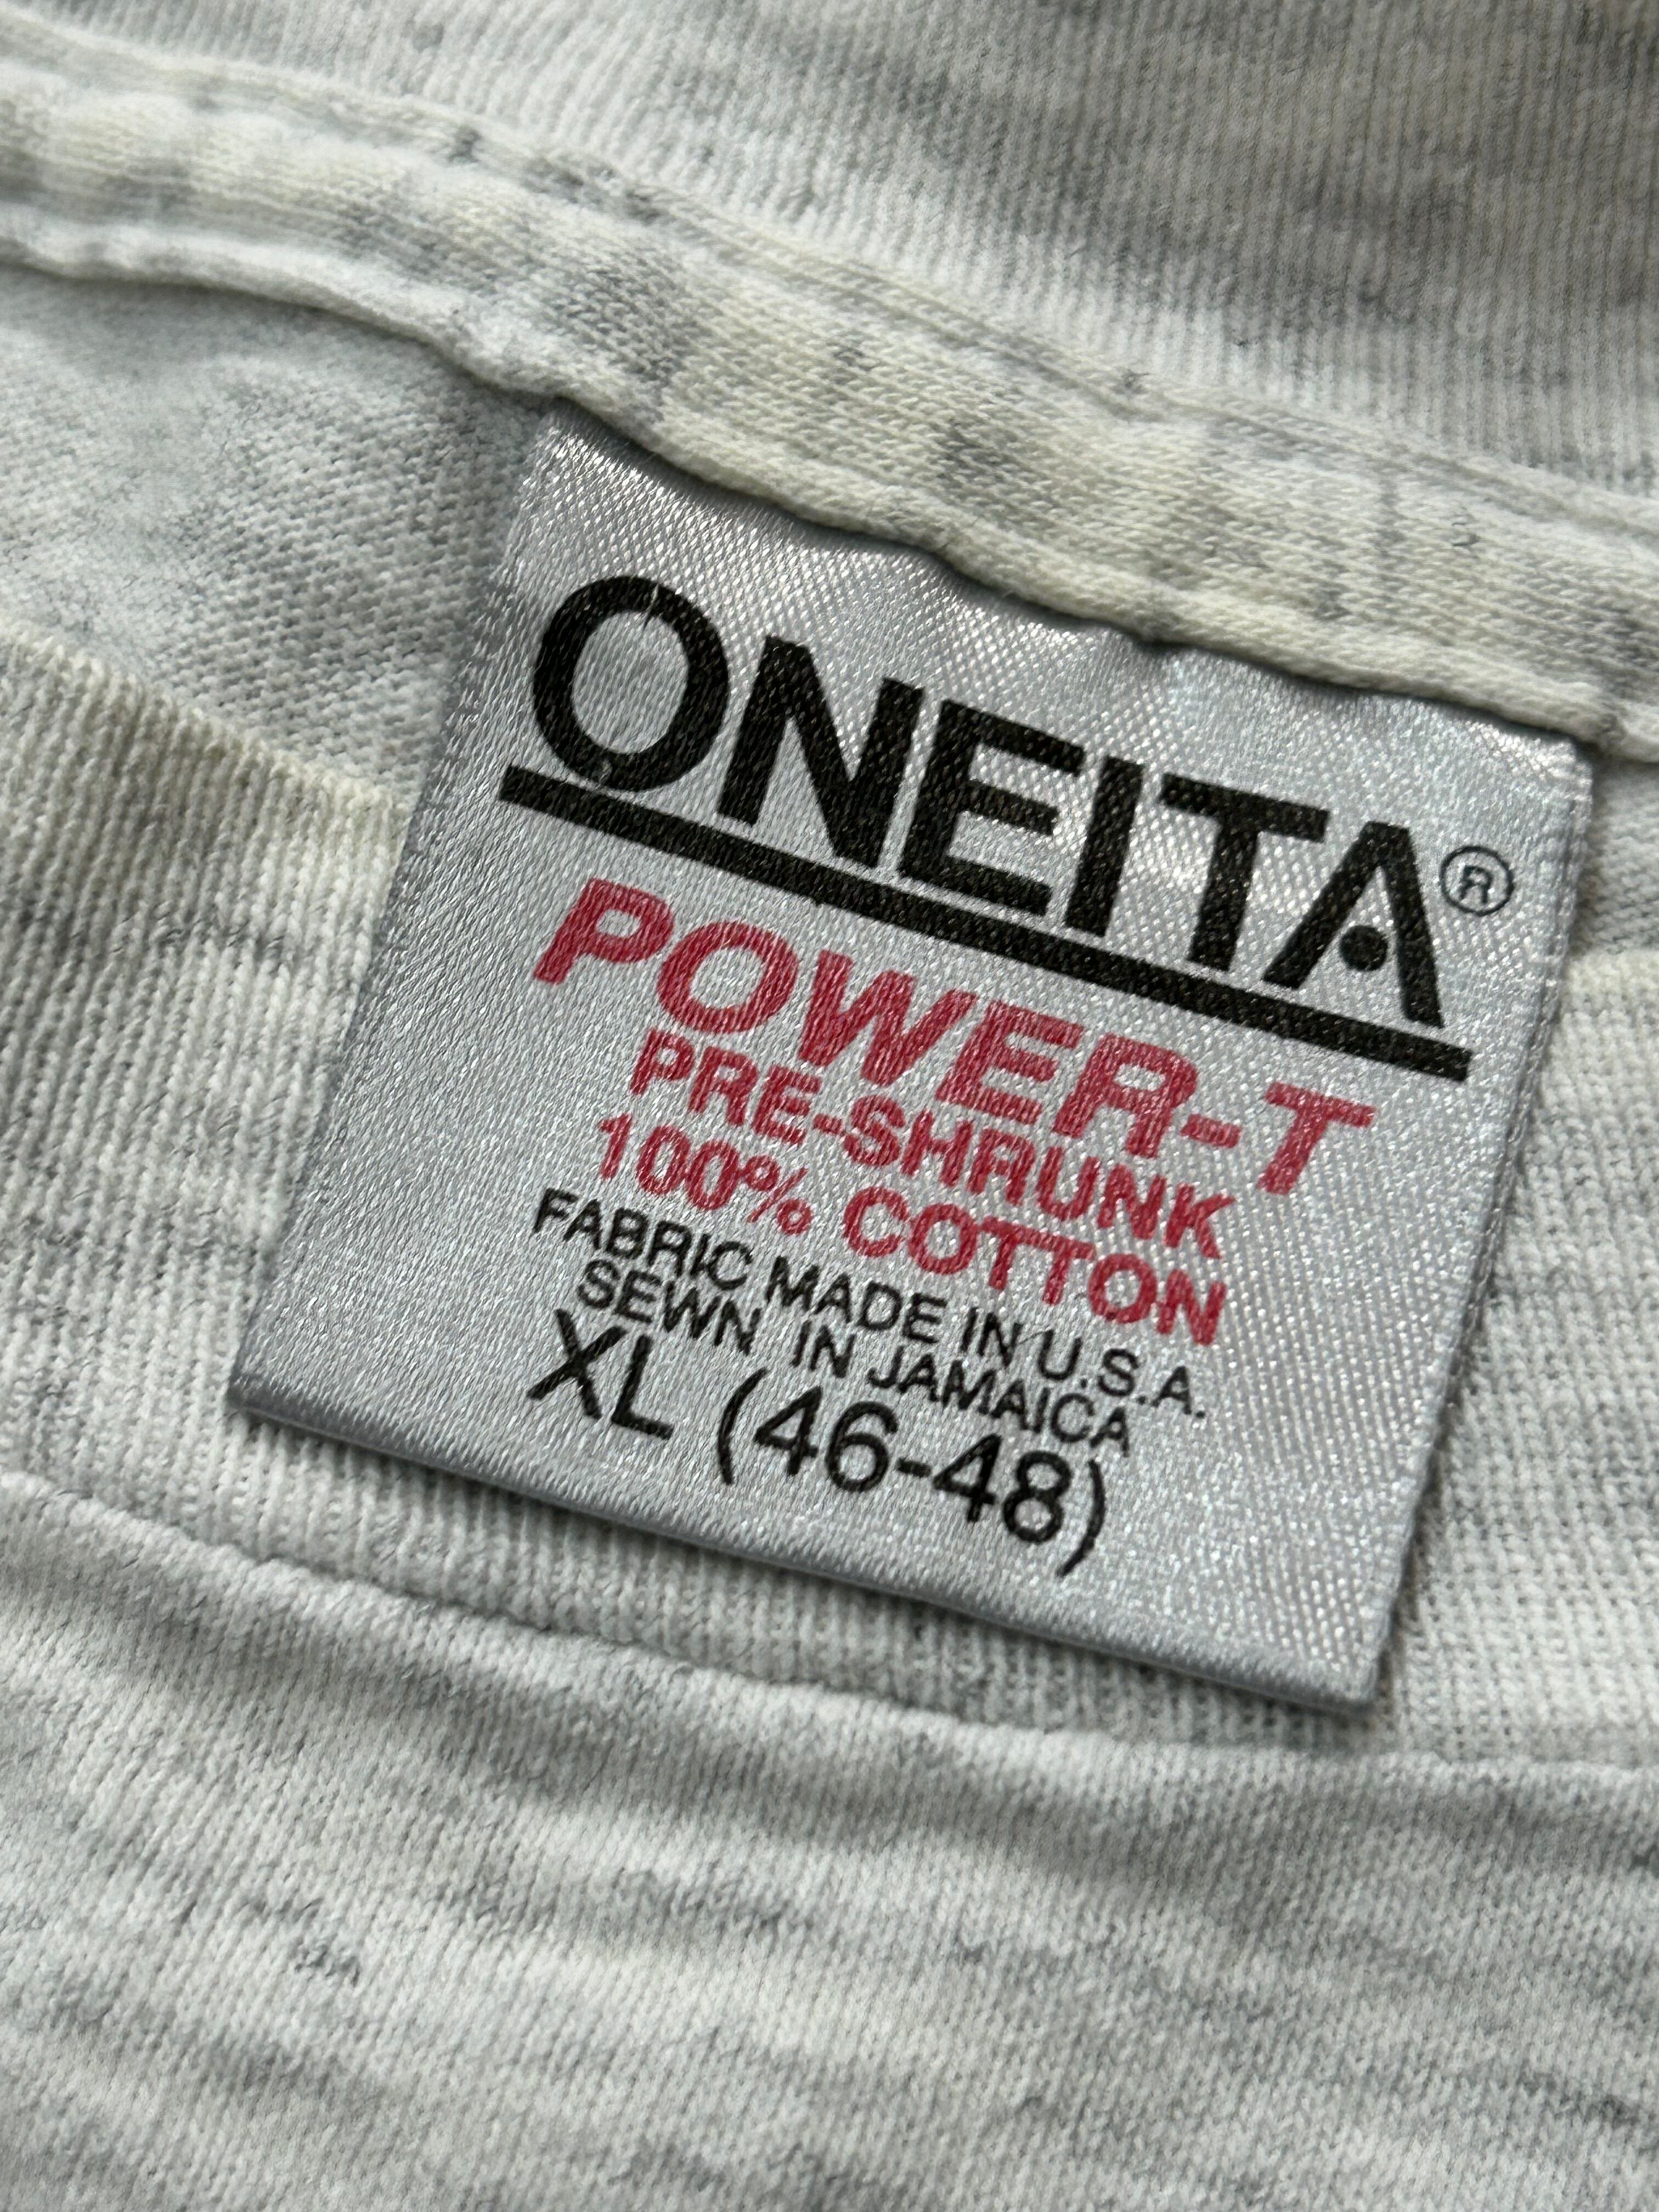 ONEITA®
POWER-T
PRE-SHRUNK
100% COTTON
FABRIC MADE IN U.S.A.
SEWN IN JAMAICA
XL (46-48)